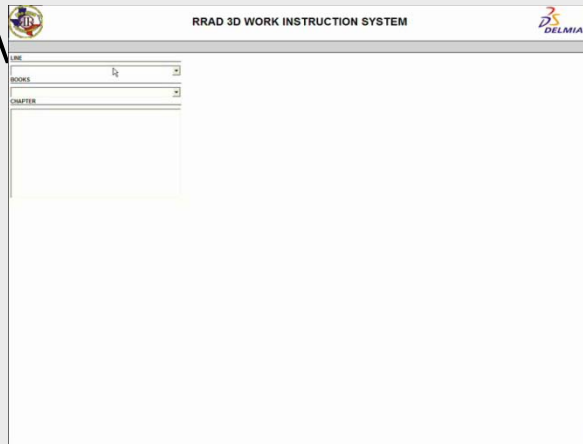 RRAD 3D WORK INSTRUCTION SYSTEM
DELMIA
LINE
BOOKS
CHAPTER